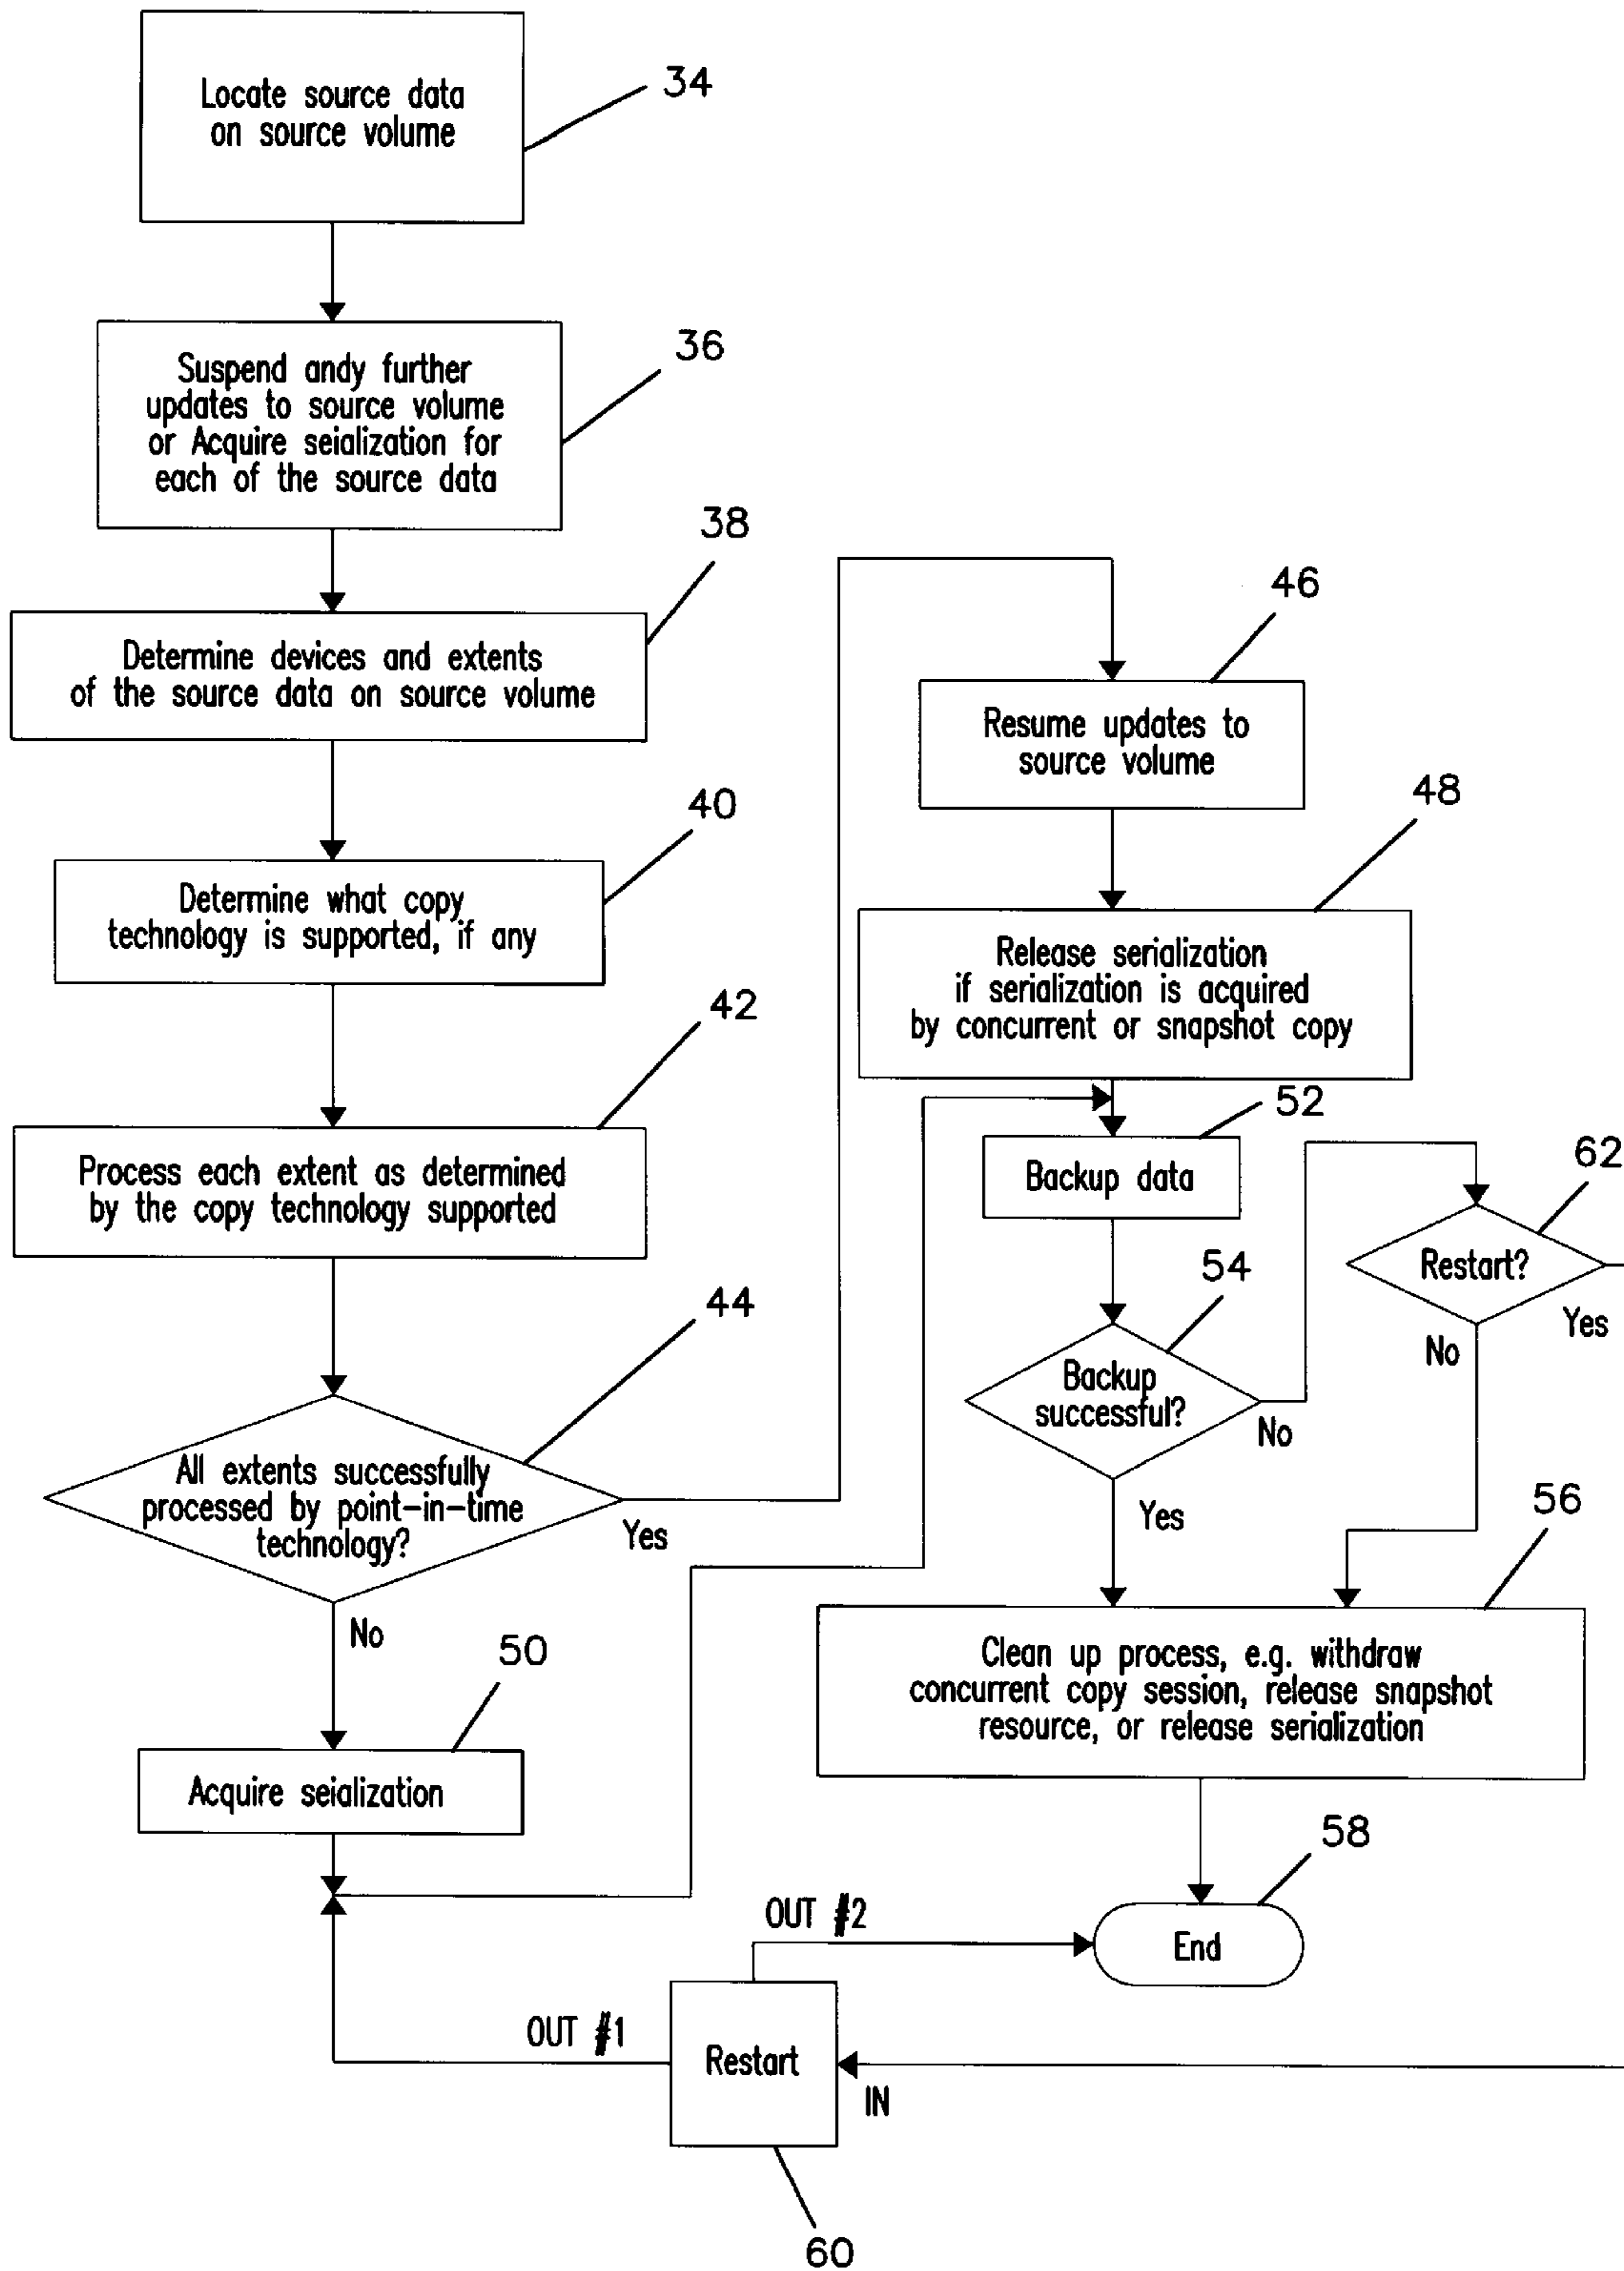 Locate source data
on source volume
34
Suspend andy further
updates to source volume
or Acquire seialization for
each of the source data
36
Determine devices and extents
of the source data on source volume
38
Determine what copy
technology is supported, if any
40
Process each extent as determined
by the copy technology supported
42
All extents successfully
processed by point-in-time
technology?
44
Yes
No
Acquire seialization
50
Resume updates to
source volume
46
Release serialization
if serialization is acquired
by concurrent or snapshot copy
48
Backup data
52
Backup
successful?
54
No
Yes
Restart?
62
Yes
No
Clean up process, e.g. withdraw
concurrent copy session, release snapshot
resource, or release serialization
56
End
58
OUT #2
OUT #1
Restart
IN
60